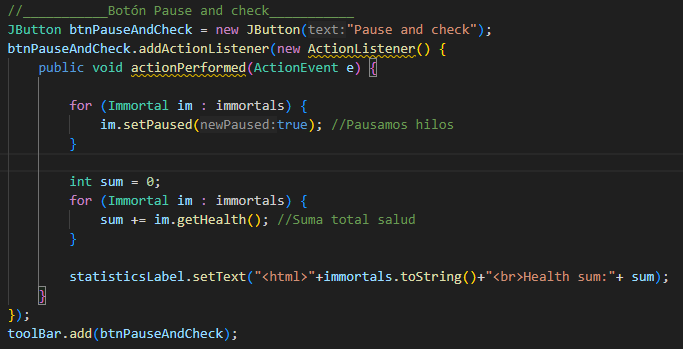 //___________Botón Pause and check___________
JButton btnPauseAndCheck = new JButton(text:"Pause and check");
btnPauseAndCheck.addActionListener(new ActionListener() {
public void actionPerformed(ActionEvent e) {
for (Immortal im : immortals) {
im.setPaused(newPaused:true); //Pausamos hilos
}
int sum = 0;
for (Immortal im : immortals) {
sum += im.getHealth(); //Suma total salud
}
statisticsLabel.setText("<html>"+immortals.toString()+"<br>Health sum:"+ sum);
}
});
toolBar.add(btnPauseAndCheck);